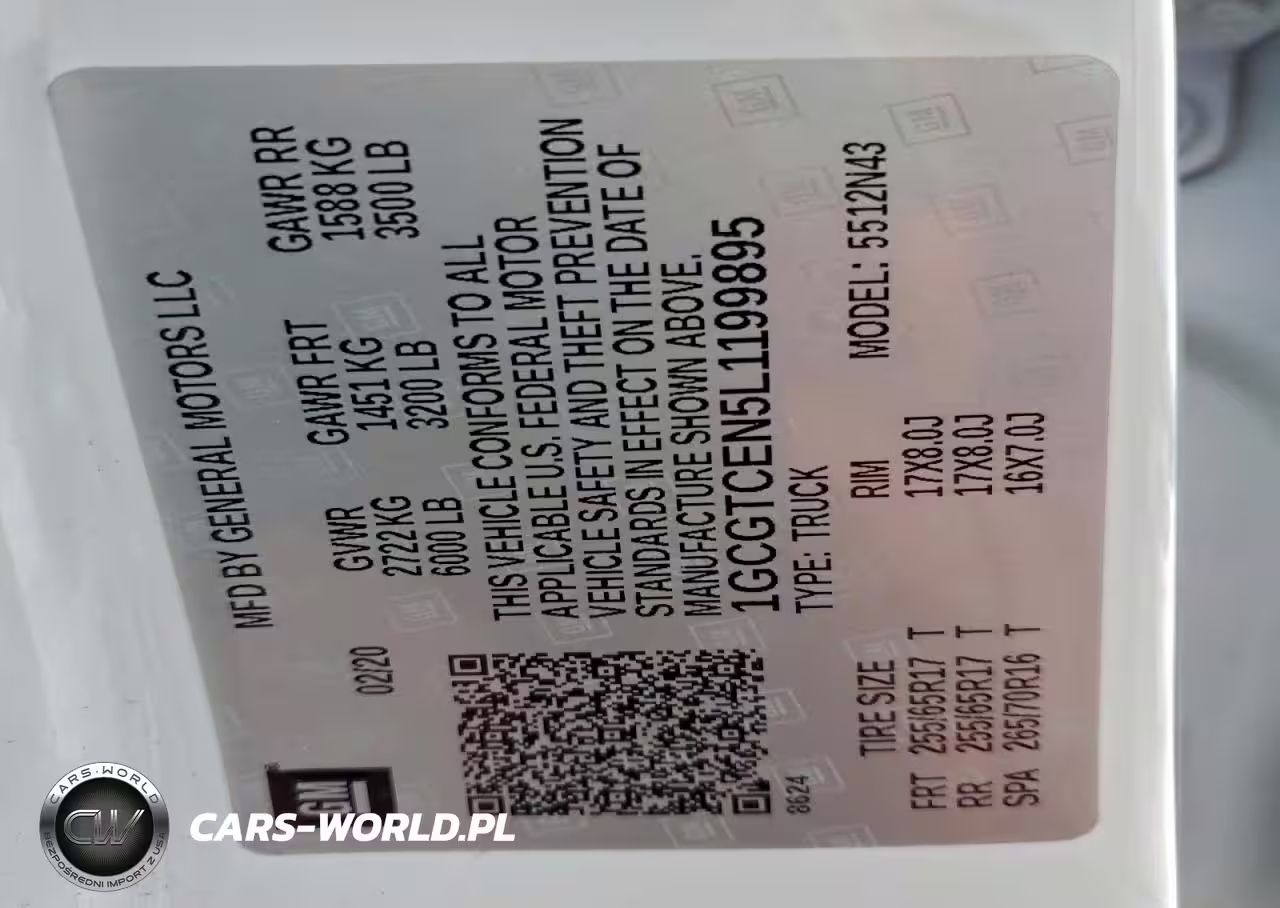 MFD BY GENERAL MOTORS LLC
GM
02/20
GVWR GAWR FRT GAWR RR
2722 KG 1451 KG 1588 KG
6000 LB 3200 LB 3500 LB
THIS VEHICLE CONFORMS TO ALL
APPLICABLE U.S. FEDERAL MOTOR
VEHICLE SAFETY AND THEFT PREVENTION
STANDARDS IN EFFECT ON THE DATE OF
MANUFACTURE SHOWN ABOVE.
1GCGTCEN5L1199895
8624 TYPE: TRUCK
TIRE SIZE RIM MODEL: 5512N43
FRT 255/65R17 T 17X8.0J
RR 255/65R17 T 17X8.0J
SPA 265/70R16 T 16X7.0J
CARS-WORLD
CW
BEZPOŚREDNI IMPORT Z USA
CARS-WORLD.PL